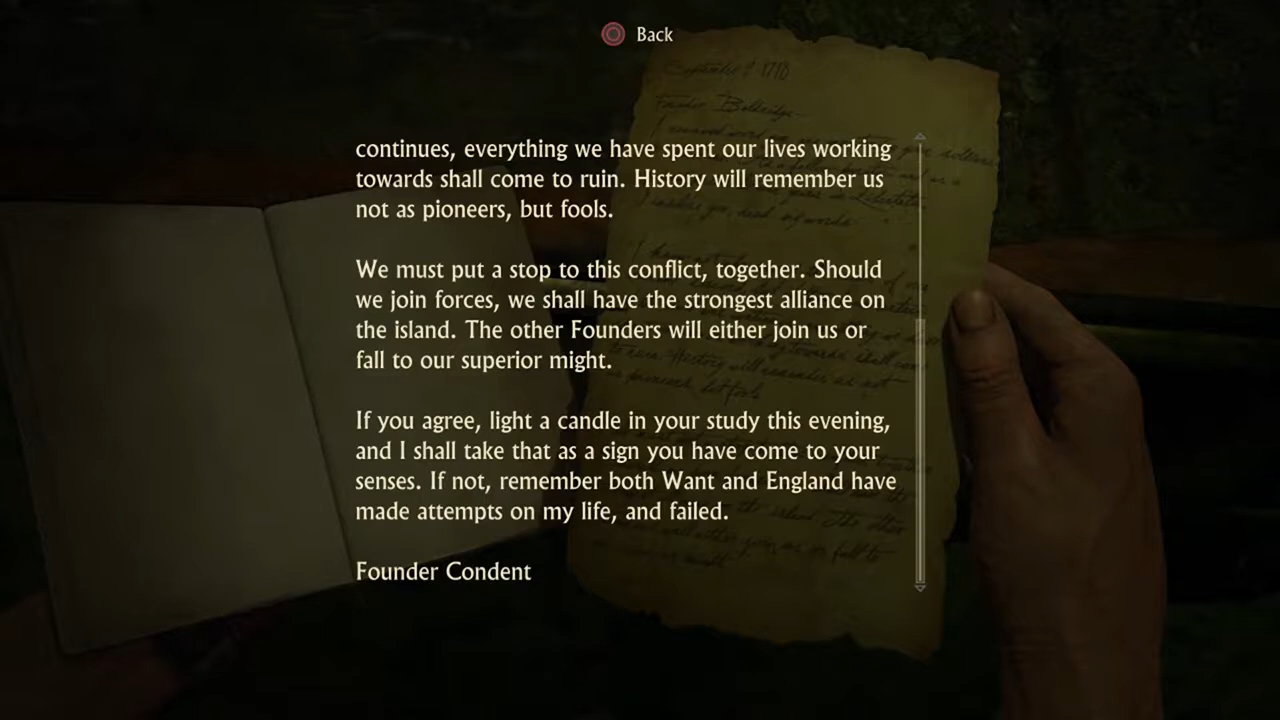 Back
September 1 1710
Founder Baldridge
continues, everything we have spent our lives working
towards shall come to ruin. History will remember us
not as pioneers, but fools.
We must put a stop to this conflict, together. Should
we join forces, we shall have the strongest alliance on
the island. The other Founders will either join us or
fall to our superior might.
If you agree, light a candle in your study this evening,
and I shall take that as a sign you have come to your
senses. If not, remember both Want and England have
made attempts on my life, and failed.
Founder Condent